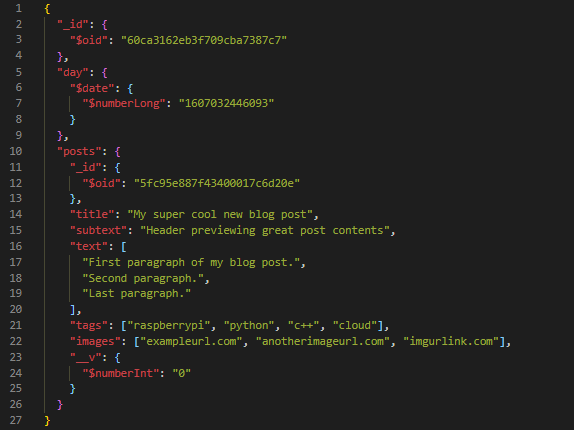 1 {
2   "_id": {
3     "$oid": "60ca3162eb3f709cba7387c7"
4   },
5   "day": {
6     "$date": {
7       "$numberLong": "1607032446093"
8     }
9   },
10   "posts": {
11     "_id": {
12       "$oid": "5fc95e887f43400017c6d20e"
13     },
14     "title": "My super cool new blog post",
15     "subtext": "Header previewing great post contents",
16     "text": [
17       "First paragraph of my blog post.",
18       "Second paragraph.",
19       "Last paragraph."
20     ],
21     "tags": ["raspberrypi", "python", "c++", "cloud"],
22     "images": ["exampleurl.com", "anotherimageurl.com", "imgurlink.com"],
23     "__v": {
24       "$numberInt": "0"
25     }
26   }
27 }